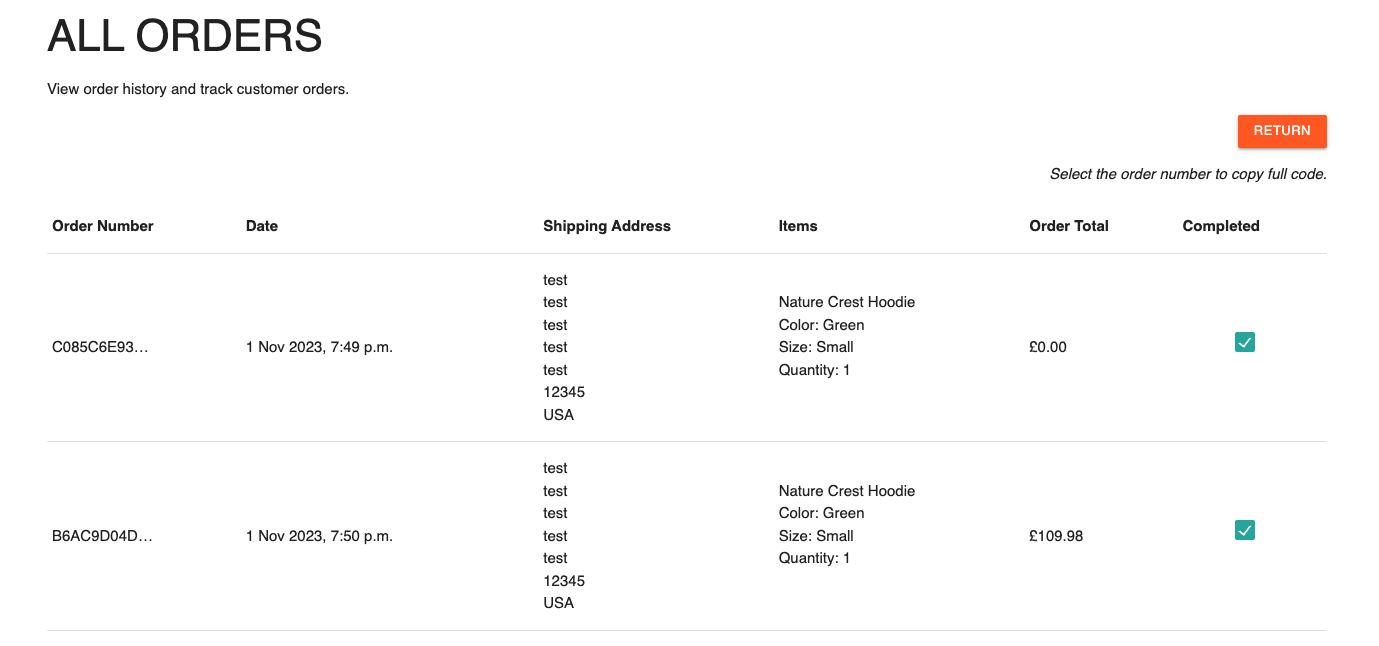 ALL ORDERS
View order history and track customer orders.
RETURN
Select the order number to copy full code.
Order Number Date Shipping Address Items Order Total Completed
C085C6E93...
1 Nov 2023, 7:49 p.m.
test
test
test
test
test
12345
USA
Nature Crest Hoodie
Color: Green
Size: Small
Quantity: 1
£0.00
B6AC9D04D...
1 Nov 2023, 7:50 p.m.
test
test
test
test
test
12345
USA
Nature Crest Hoodie
Color: Green
Size: Small
Quantity: 1
£109.98